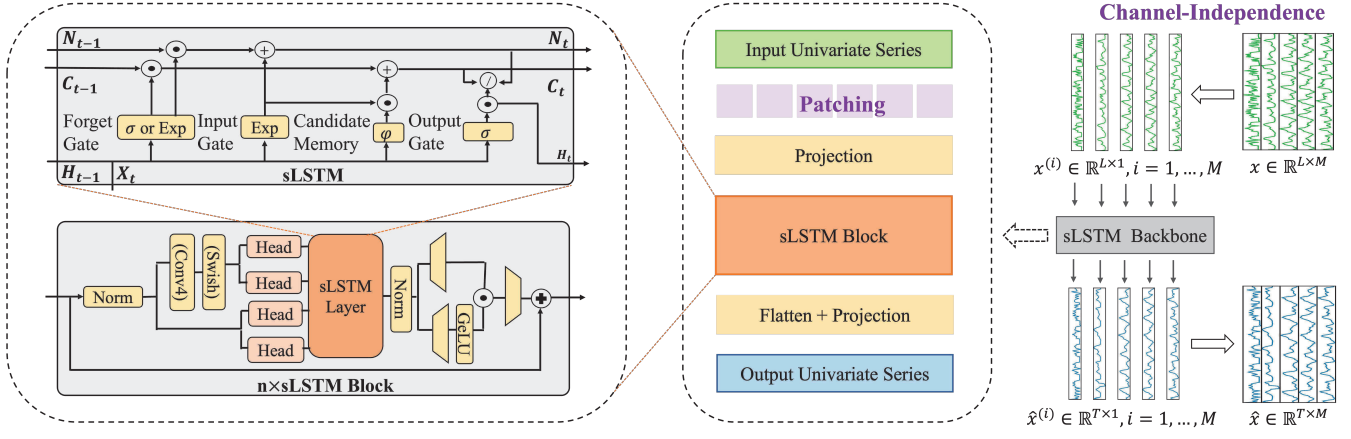 N_{t-1}
N_t
C_{t-1}
C_t
Forget Gate
σ or Exp
Input Gate
Exp
Candidate Memory
φ
Output Gate
σ
H_t
H_{t-1}
X_t
sLSTM
Norm
(Conv4)
(Swish)
Head
Head
Head
Head
sLSTM Layer
Norm
GeLU
n×sLSTM Block
Input Univariate Series
Patching
Projection
sLSTM Block
Flatten + Projection
Output Univariate Series
Channel-Independence
x^{(i)} ∈ ℝ^{L×1}, i = 1, …, M
x ∈ ℝ^{L×M}
sLSTM Backbone
x̂^{(i)} ∈ ℝ^{T×1}, i = 1, …, M
x̂ ∈ ℝ^{T×M}